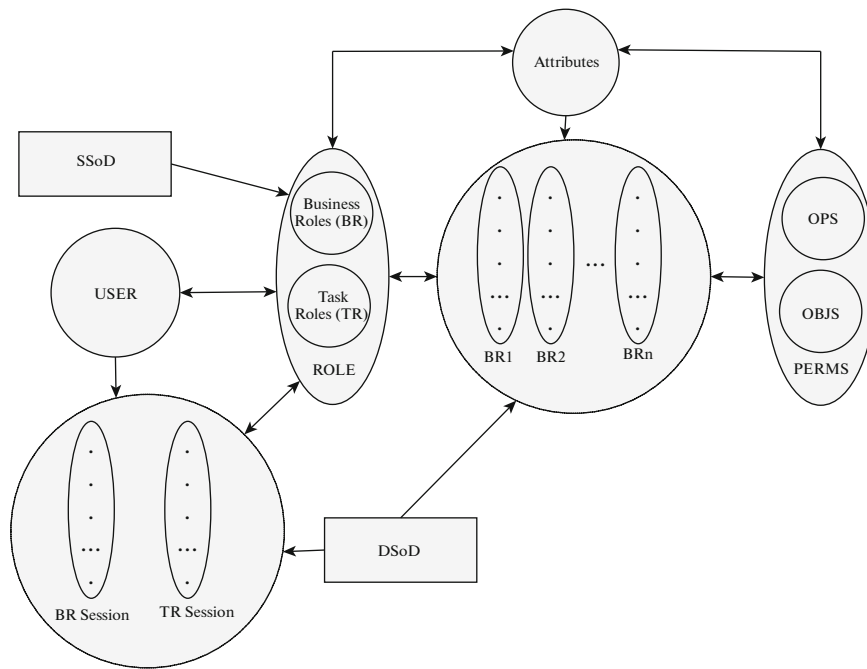 Attributes
SSoD
Business
Roles (BR)
OPS
USER
Task
Roles (TR)
OBJS
...
... ... ...
BR1 BR2 BRn
ROLE
PERMS
... ...
DSoD
BR Session TR Session